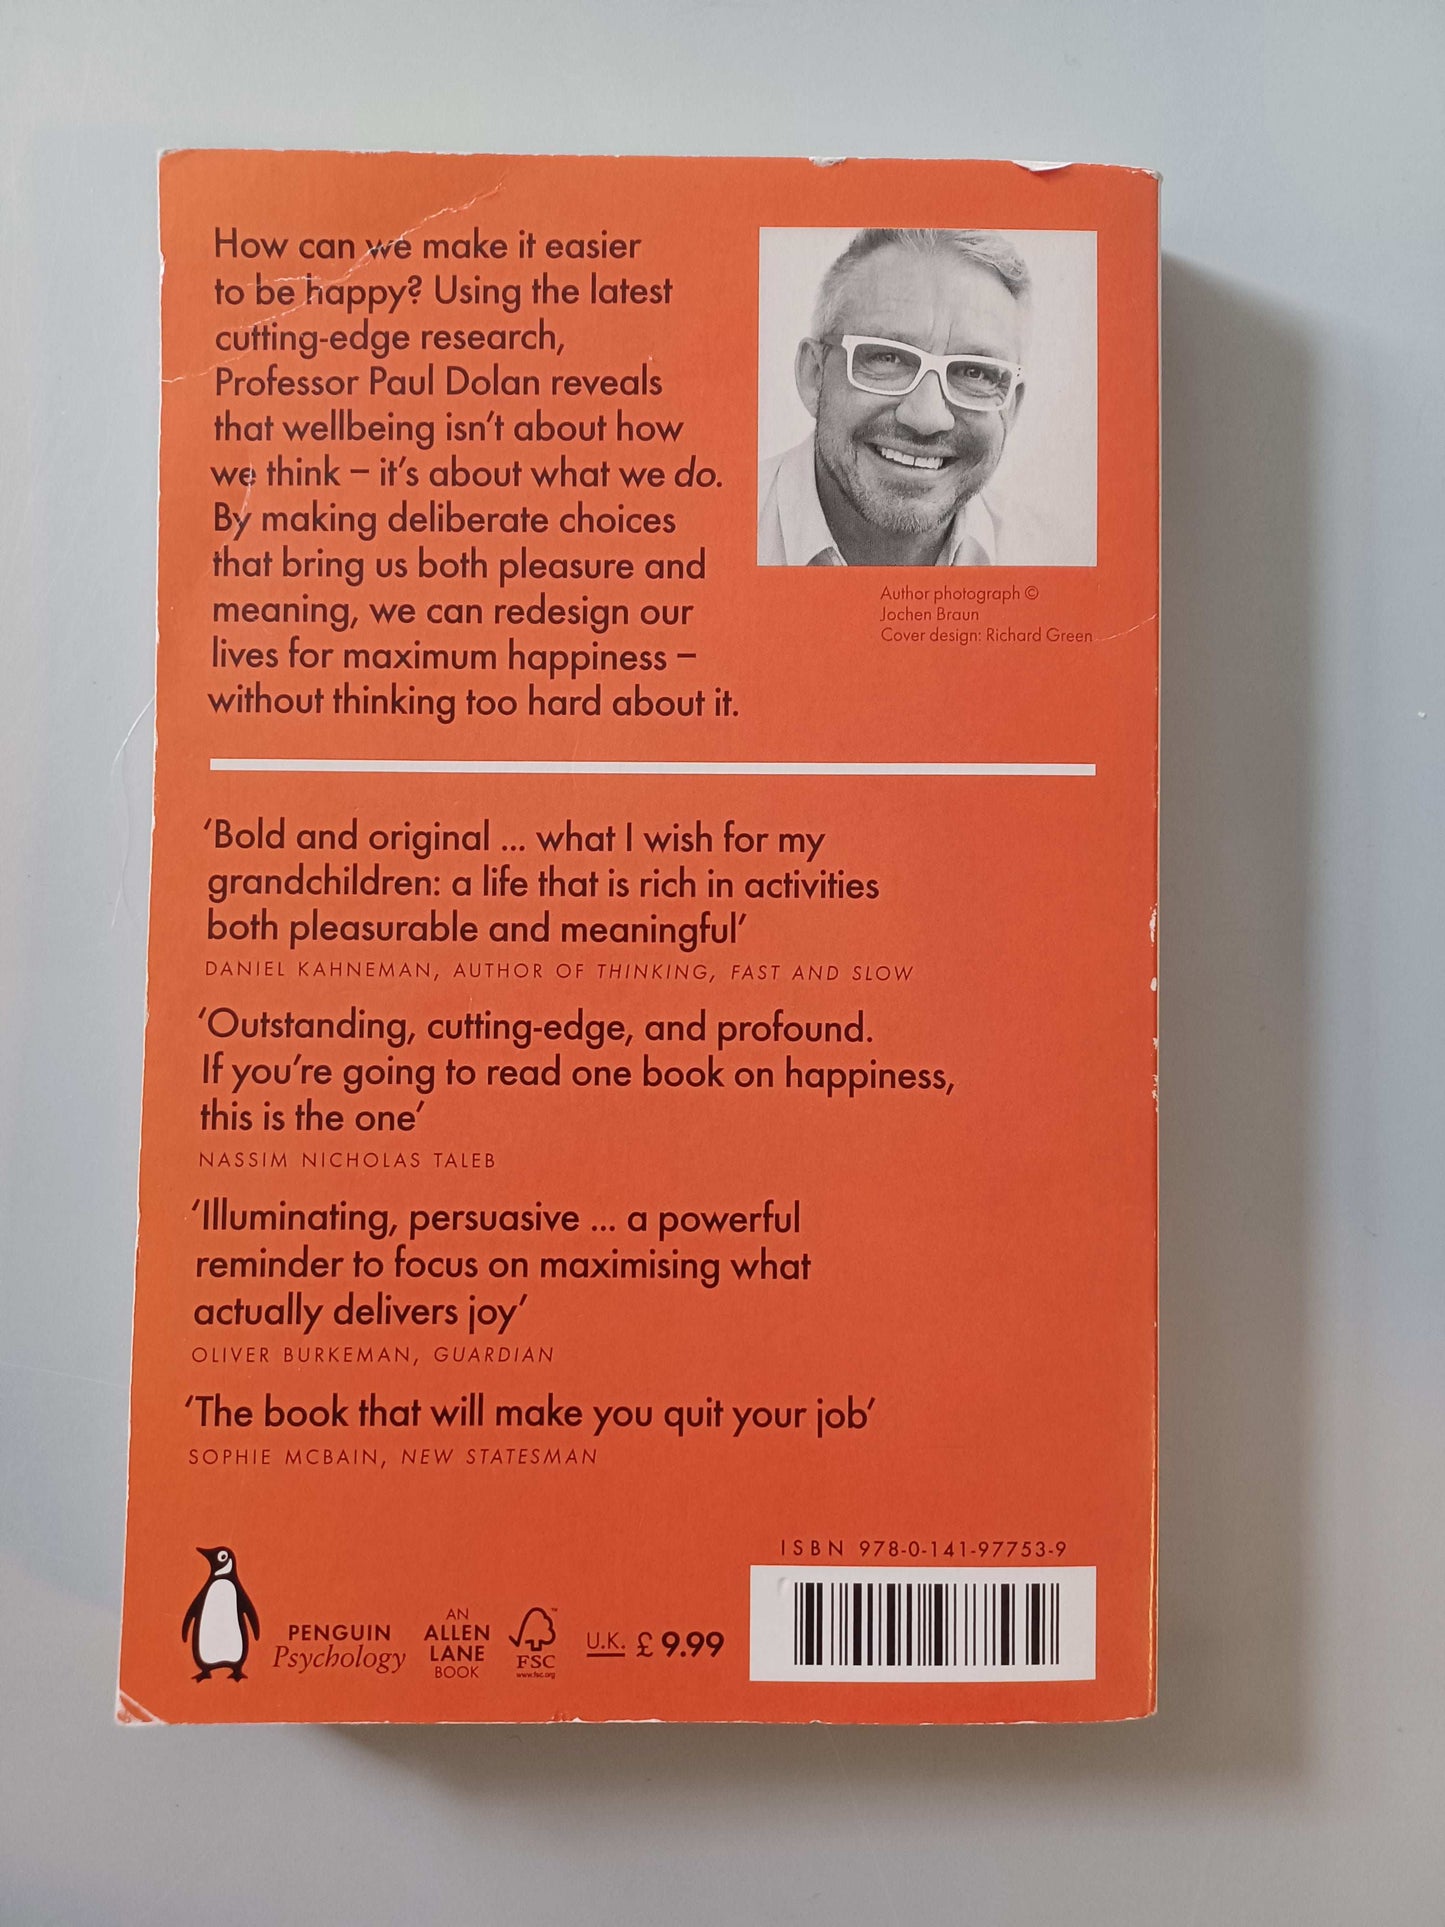 How can we make it easier
to be happy? Using the latest
cutting-edge research,
Professor Paul Dolan reveals
that wellbeing isn't about how
we think – it's about what we do.
By making deliberate choices
that bring us both pleasure and
meaning, we can redesign our
lives for maximum happiness –
without thinking too hard about it.
Author photograph ©
Jochen Braun
Cover design: Richard Green
‘Bold and original ... what I wish for my
grandchildren: a life that is rich in activities
both pleasurable and meaningful’
DANIEL KAHNEMAN, AUTHOR OF THINKING, FAST AND SLOW
‘Outstanding, cutting-edge, and profound.
If you're going to read one book on happiness,
this is the one’
NASSIM NICHOLAS TALEB
‘Illuminating, persuasive ... a powerful
reminder to focus on maximising what
actually delivers joy’
OLIVER BURKEMAN, GUARDIAN
‘The book that will make you quit your job’
SOPHIE MCBAIN, NEW STATESMAN
PENGUIN
Psychology
AN
ALLEN
LANE
BOOK
FSC
www.fsc.org
U.K. £ 9.99
ISBN 978-0-141-97753-9